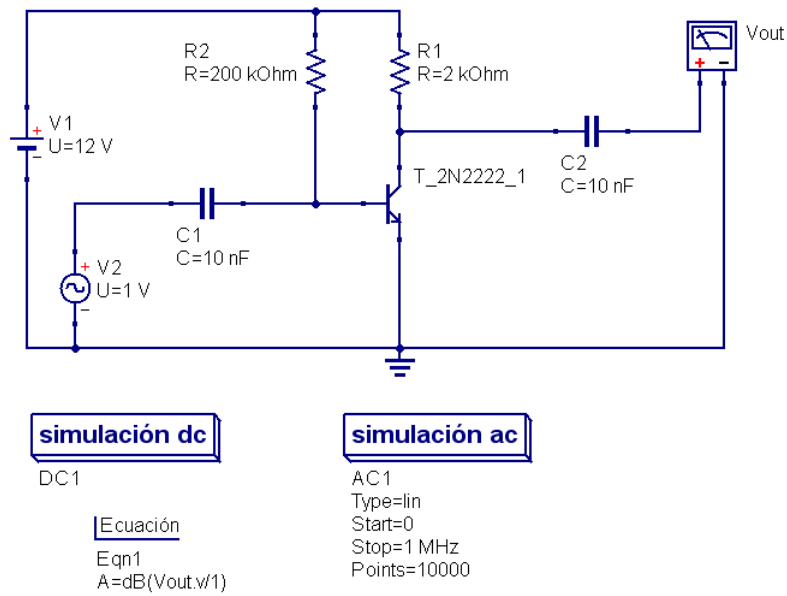 R2
R=200 kOhm
R1
R=2 kOhm
Vout
+ −
+
V1
U=12 V
−
T_2N2222_1
C2
C=10 nF
C1
C=10 nF
+
V2
U=1 V
−
simulación dc
DC1
simulación ac
AC1
Type=lin
Start=0
Stop=1 MHz
Points=10000
Ecuación
Eqn1
A=dB(Vout.v/1)